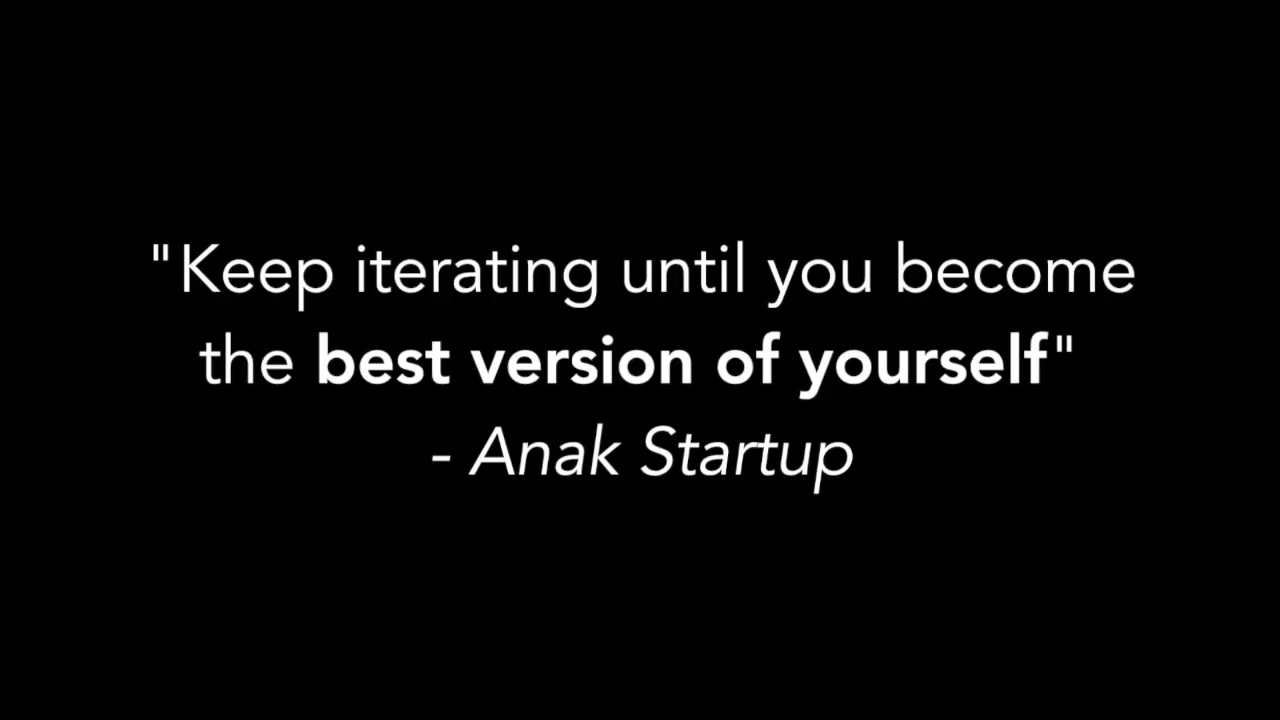 "Keep iterating until you become
the best version of yourself"
- Anak Startup